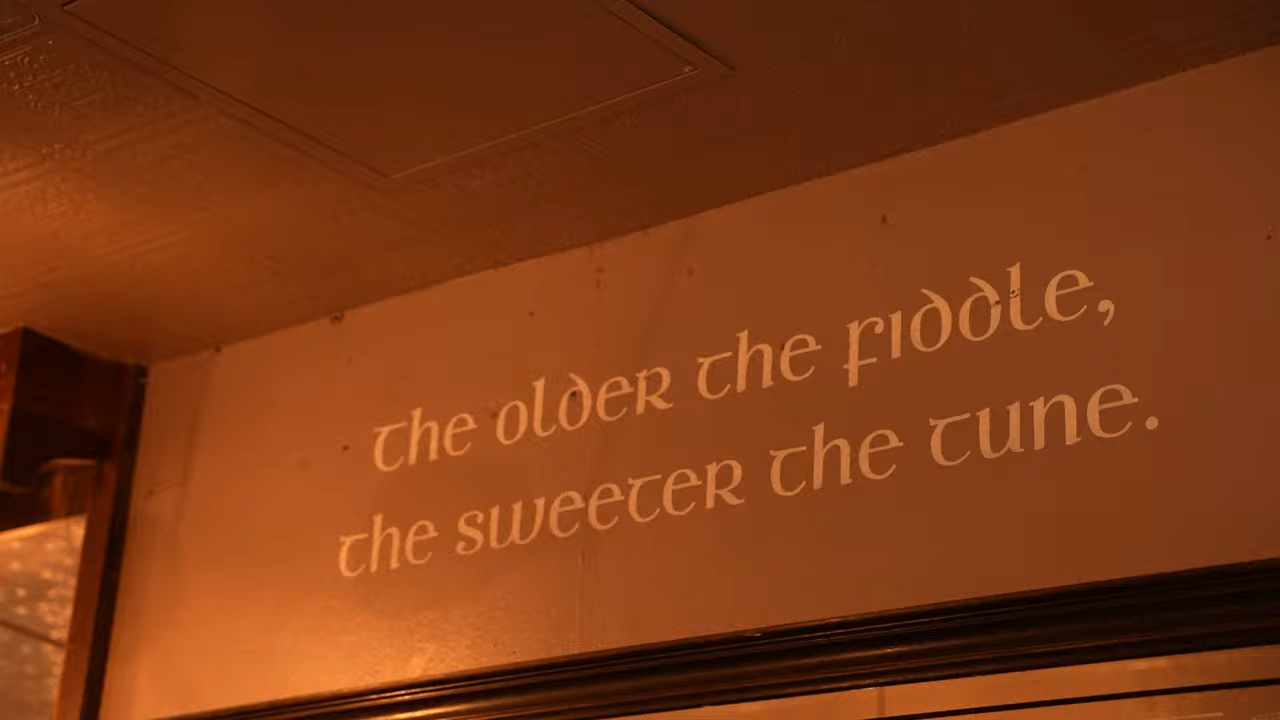 the older the fiddle,
the sweeter the tune.